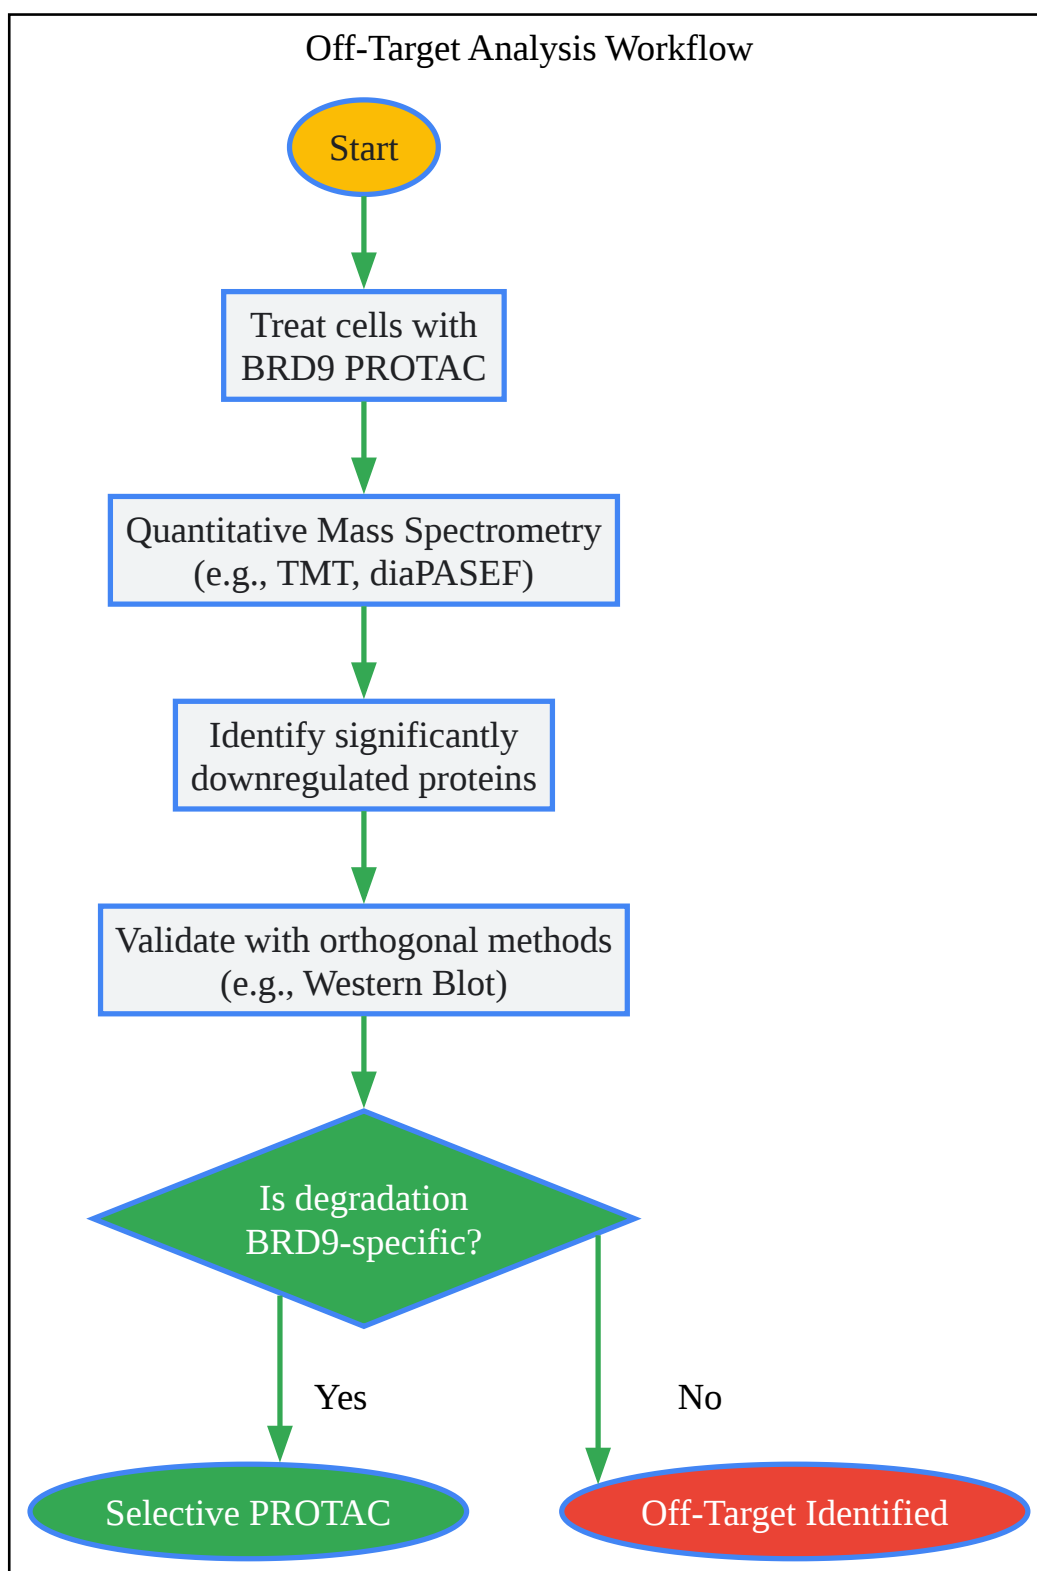 Off-Target Analysis Workflow
Start
Treat cells with
BRD9 PROTAC
Quantitative Mass Spectrometry
(e.g., TMT, diaPASEF)
Identify significantly
downregulated proteins
Validate with orthogonal methods
(e.g., Western Blot)
Is degradation
BRD9-specific?
Yes
No
Selective PROTAC
Off-Target Identified